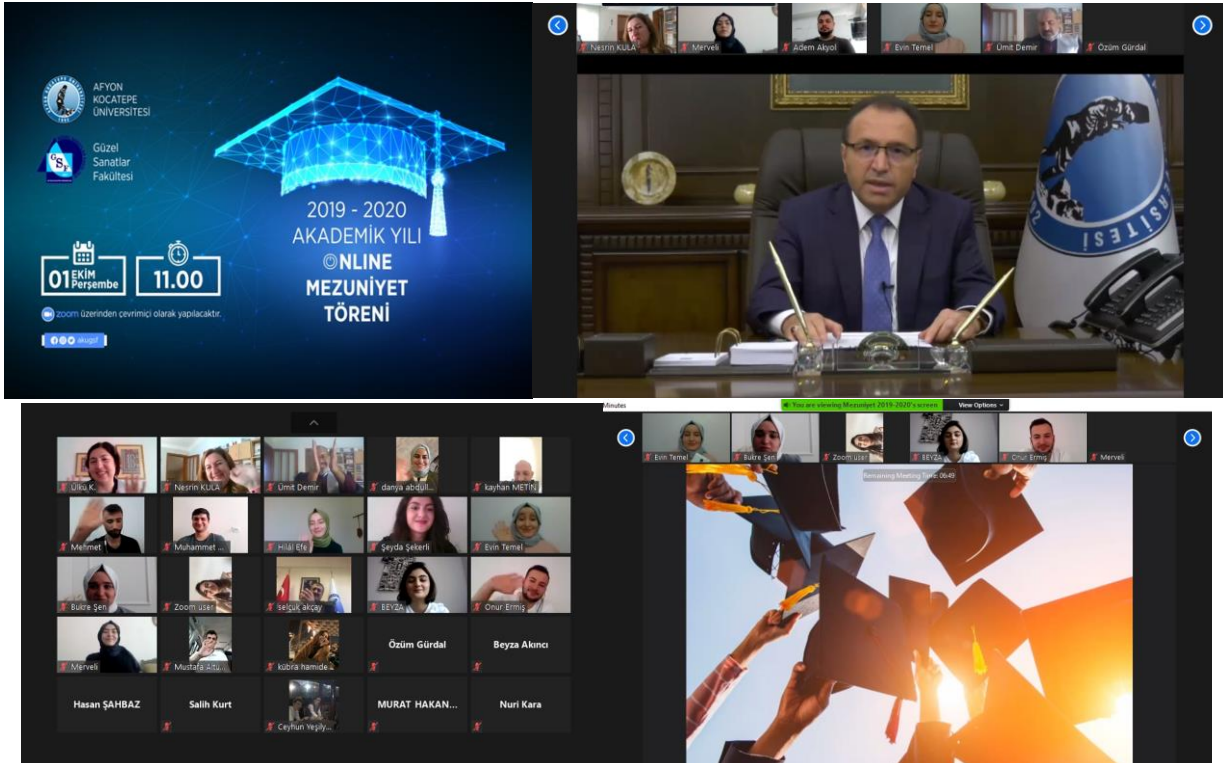 AFYON
KOCATEPE
ÜNİVERSİTESİ
Güzel
Sanatlar
Fakültesi
2019 - 2020
AKADEMİK YILI
ONLINE
MEZUNİYET
TÖRENİ
01 EKİM
Perşembe
11.00
zoom üzerinden çevrimiçi olarak yapılacaktır.
akugsf
Nesrin KULA
Merveli
Adem Akyol
Evin Temel
Ümit Demir
Özüm Gürdal
Ülkü K.
Nesrin KULA
Ümit Demir
danya abdull...
kayhan METİN
Mehmet
Muhammet ...
Hilal Efe
Şeyda Şekerli
Evin Temel
Bukre Şen
Zoom user
selçuk akçay
BEYZA
Onur Ermiş
Merveli
Mustafa Altu...
kübra hamide...
Özüm Gürdal
Beyza Akıncı
Hasan ŞAHBAZ
Salih Kurt
Ceyhun Yeşily...
MURAT HAKAN...
Nuri Kara
Minutes
You are viewing Mezuniyet 2019-2020's screen
View Options
Evin Temel
Bukre Şen
Zoom user
BEYZA
Onur Ermiş
Merveli
Remaining Meeting Time: 06:49